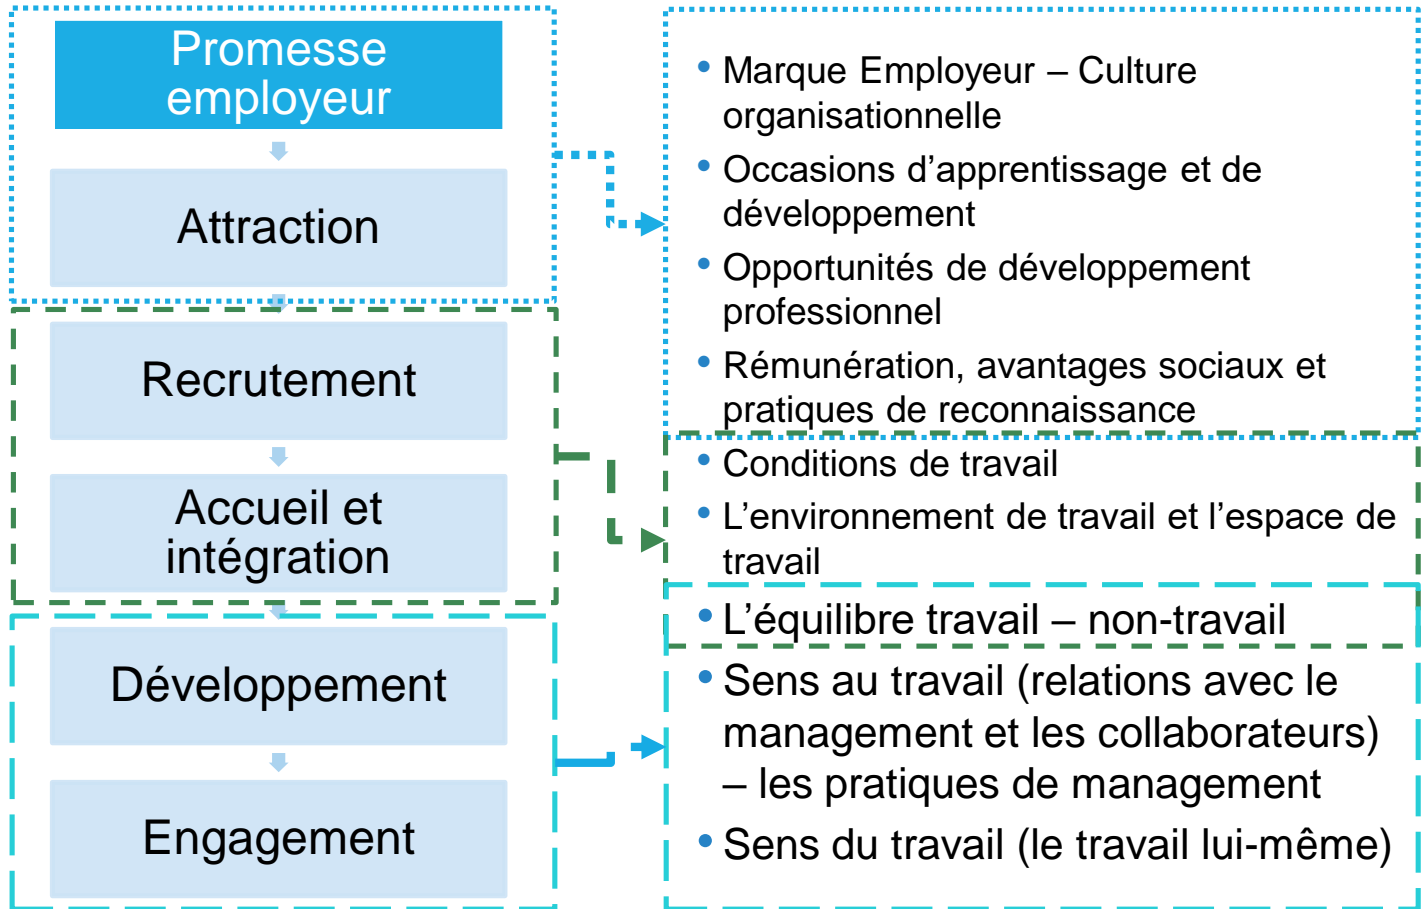 Promesse
employeur
Attraction
Recrutement
Accueil et
intégration
Développement
Engagement
• Marque Employeur – Culture
organisationnelle
• Occasions d’apprentissage et de
développement
• Opportunités de développement
professionnel
• Rémunération, avantages sociaux et
pratiques de reconnaissance
• Conditions de travail
• L’environnement de travail et l’espace de
travail
• L’équilibre travail – non-travail
• Sens au travail (relations avec le
management et les collaborateurs)
– les pratiques de management
• Sens du travail (le travail lui-même)